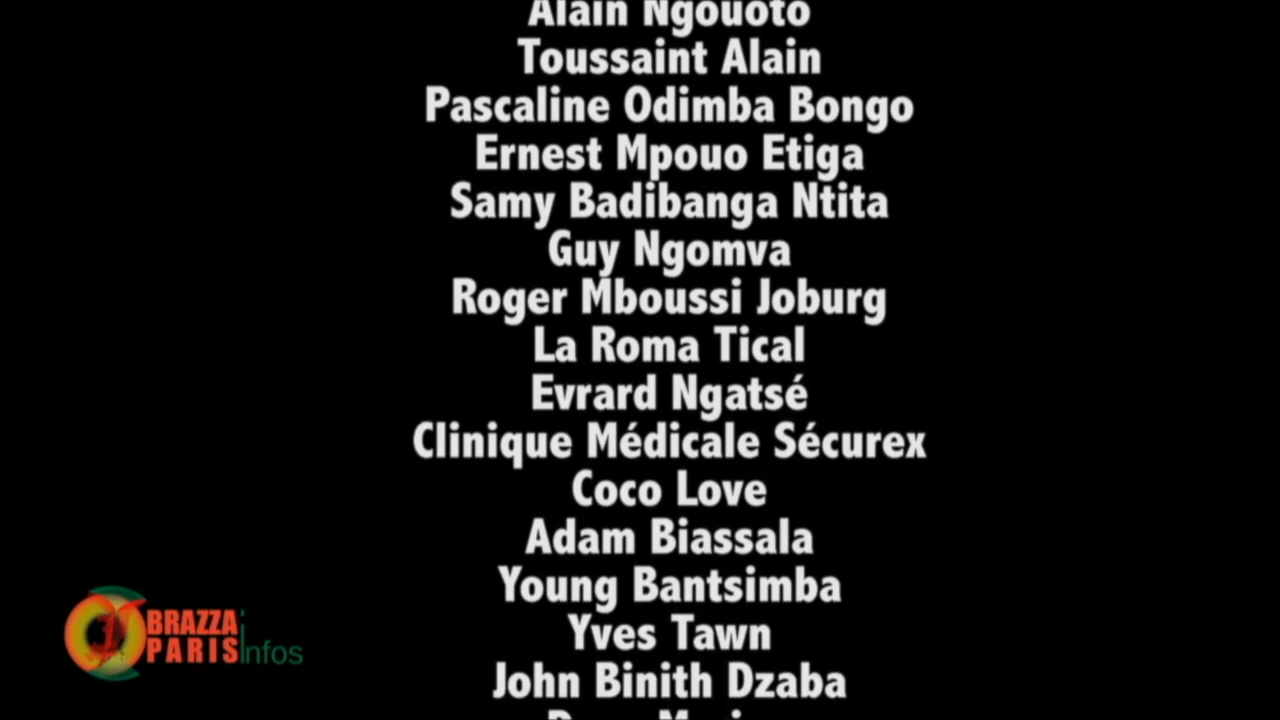 Alain Ngouoto
Toussaint Alain
Pascaline Odimba Bongo
Ernest Mpouo Etiga
Samy Badibanga Ntita
Guy Ngomva
Roger Mboussi Joburg
La Roma Tical
Evrard Ngatsé
Clinique Médicale Sécurex
Coco Love
Adam Biassala
Young Bantsimba
Yves Tawn
John Binith Dzaba
BRAZZA
PARIS Infos